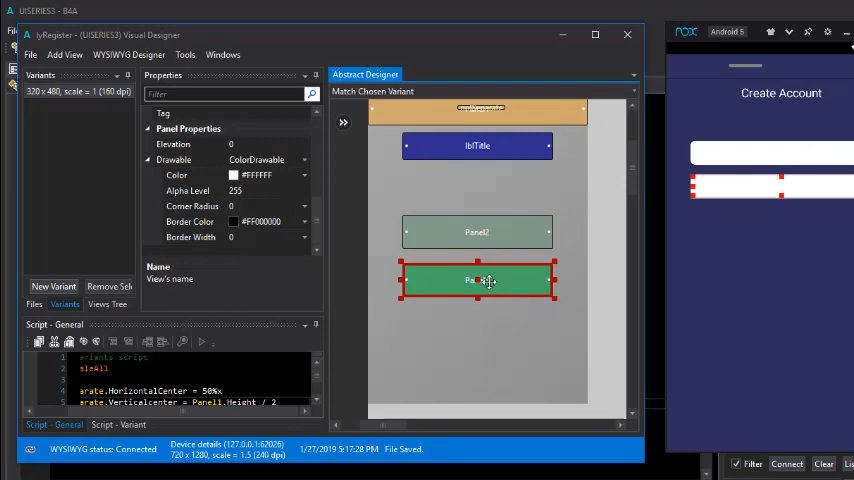 UISERIES3 - B4A
lyRegister - (UISERIES3) Visual Designer
File Add View WYSIWYG Designer Tools Windows
Variants
320 x 480, scale = 1 (160 dpi)
New Variant Remove Sel
Files Variants Views Tree
Properties
Filter
Tag
Panel Properties
Elevation 0
Drawable ColorDrawable
Color #FFFFFF
Alpha Level 255
Corner Radius 0
Border Color #FF000000
Border Width 0
Name
View's name
Abstract Designer
Match Chosen Variant
lblTitle
Panel2
Script - General
1 ariants script
2 aleAll
3
4 arate.HorizontalCenter = 50%x
5 arate.Verticalcenter = Panel1.Height / 2
Script - General Script - Variant
WYSIWYG status: Connected
Device details (127.0.0.1:62026)
720 x 1280, scale = 1.5 (240 dpi)
1/27/2019 5:17:28 PM File Saved.
nox Android 5
Create Account
Filter Connect Clear